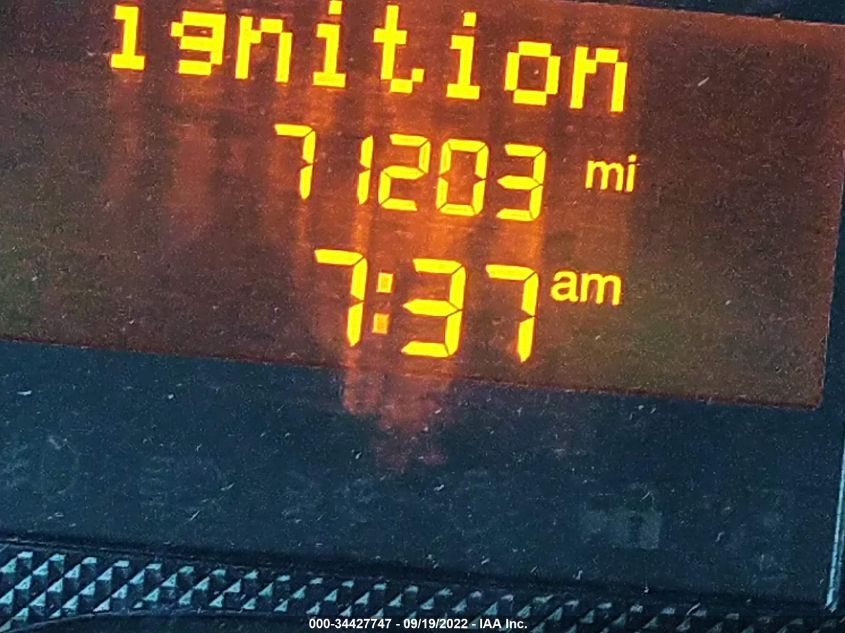 ignition
71203 mi
7:37 am
000-34427747 - 09/19/2022 - IAA Inc.